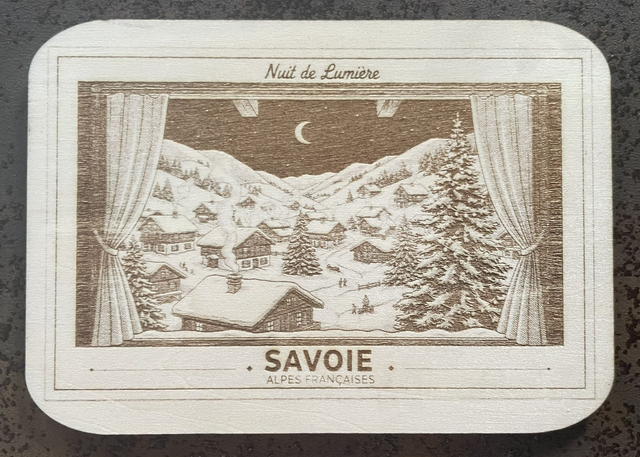 Nuit de Lumière
SAVOIE
ALPES FRANÇAISES